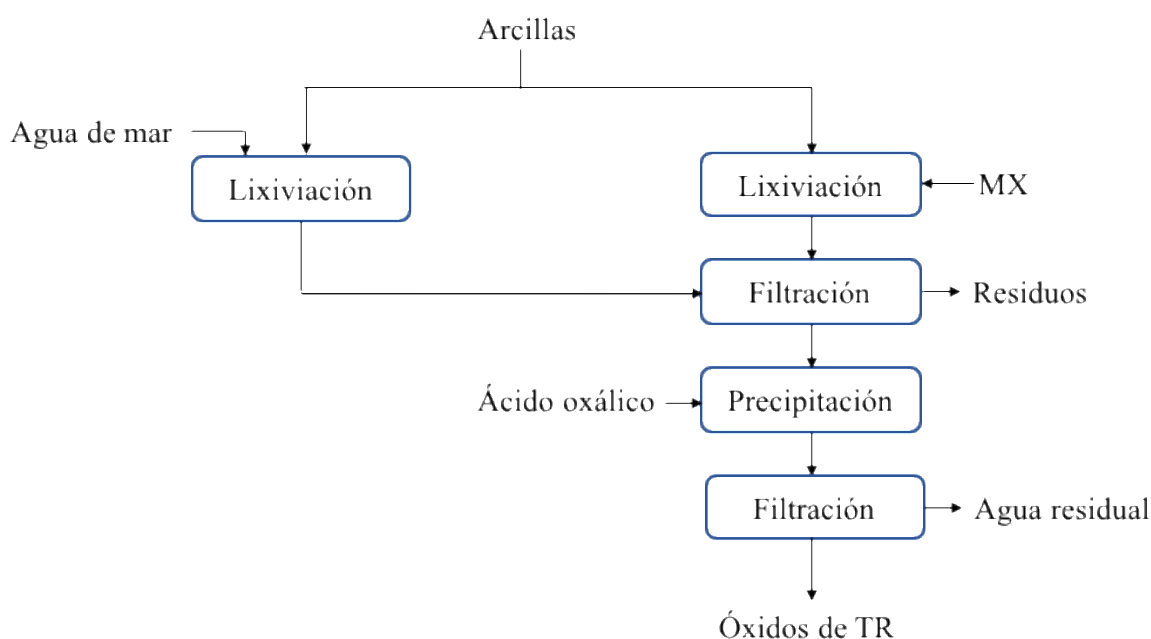 Arcillas
Agua de mar
Lixiviación
Lixiviación
MX
Filtración
Residuos
Ácido oxálico
Precipitación
Filtración
Agua residual
Óxidos de TR